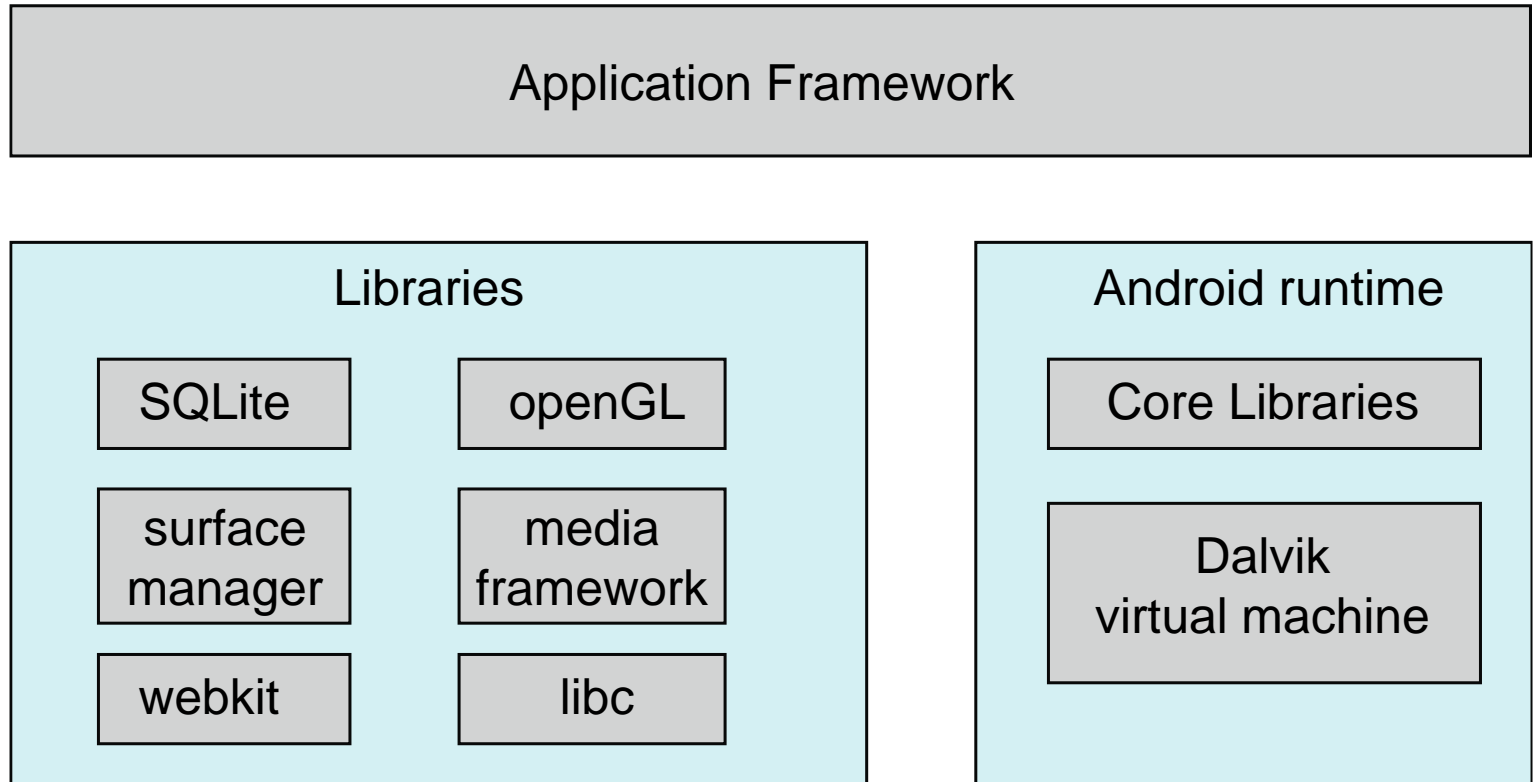 Application Framework
Libraries
SQLite
openGL
surface
manager
media
framework
webkit
libc
Android runtime
Core Libraries
Dalvik
virtual machine